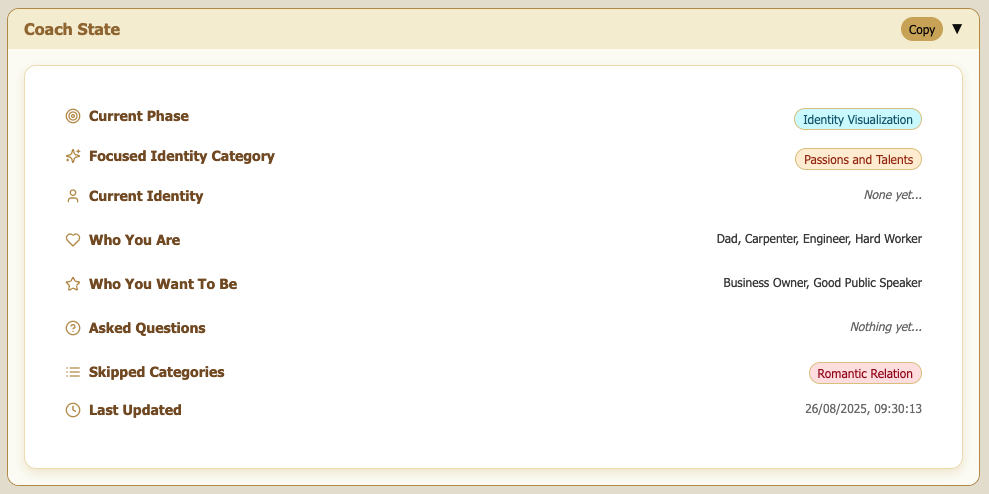 Coach State Copy ▼
Current Phase Identity Visualization
Focused Identity Category Passions and Talents
Current Identity None yet...
Who You Are Dad, Carpenter, Engineer, Hard Worker
Who You Want To Be Business Owner, Good Public Speaker
Asked Questions Nothing yet...
Skipped Categories Romantic Relation
Last Updated 26/08/2025, 09:30:13